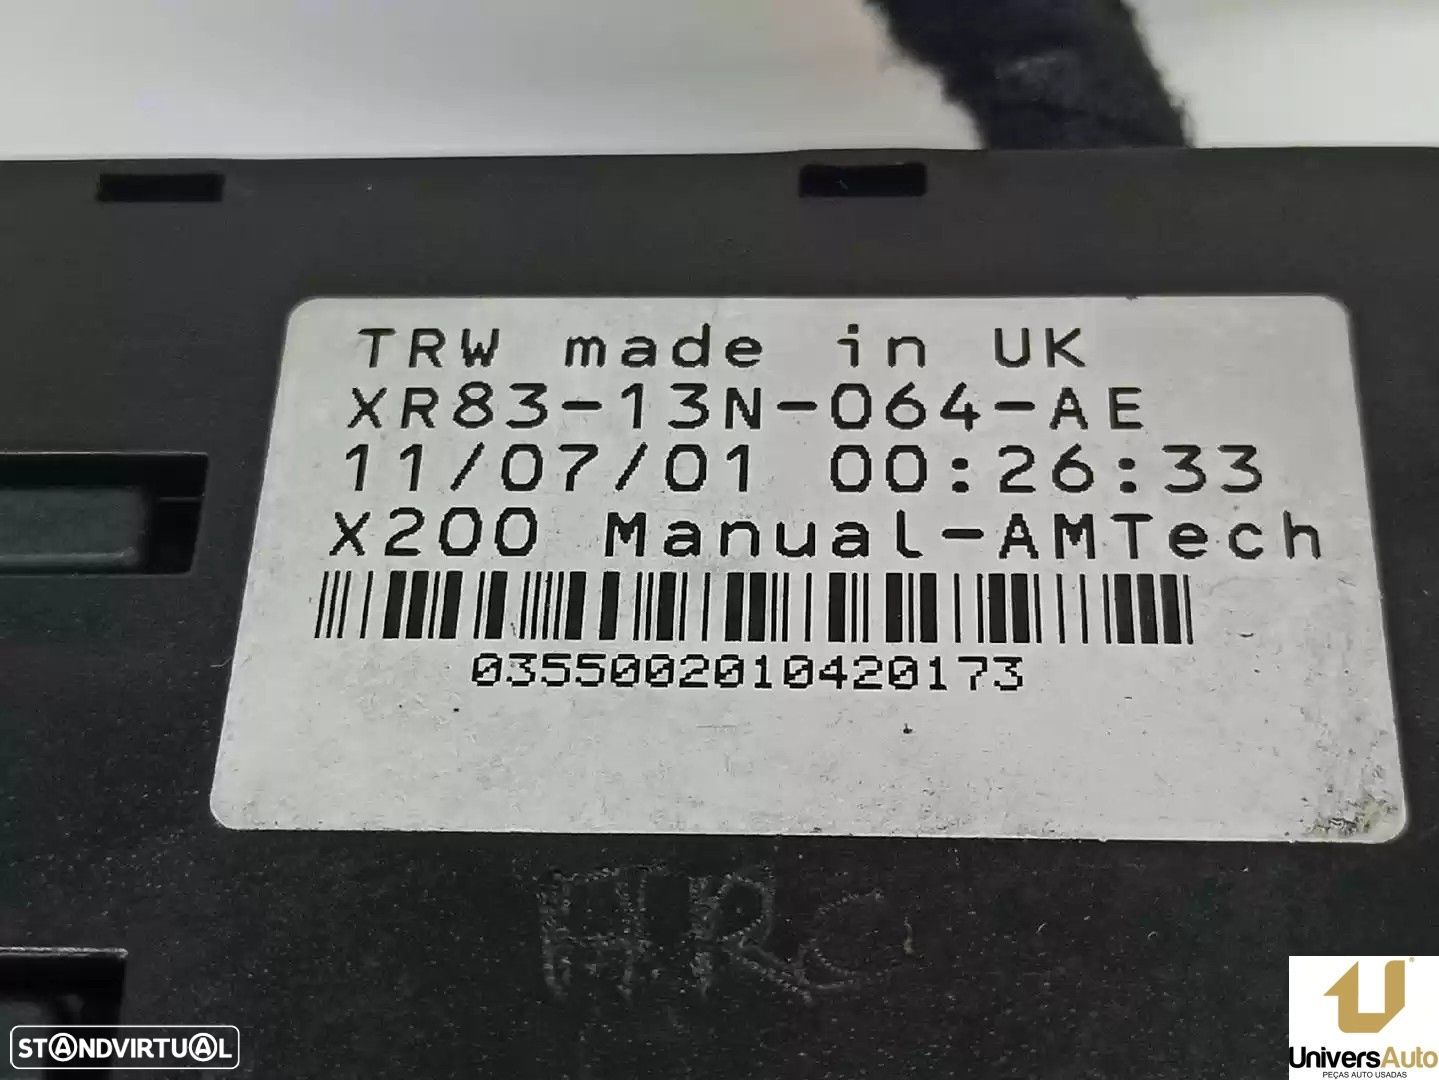 TRW made in UK
XR83-13N-064-AE
11/07/01 00:26:33
X200 Manual-AMTech
0355002010420173
HRC
STANDVIRTUAL
UniversAuto
PEÇAS AUTO USADAS